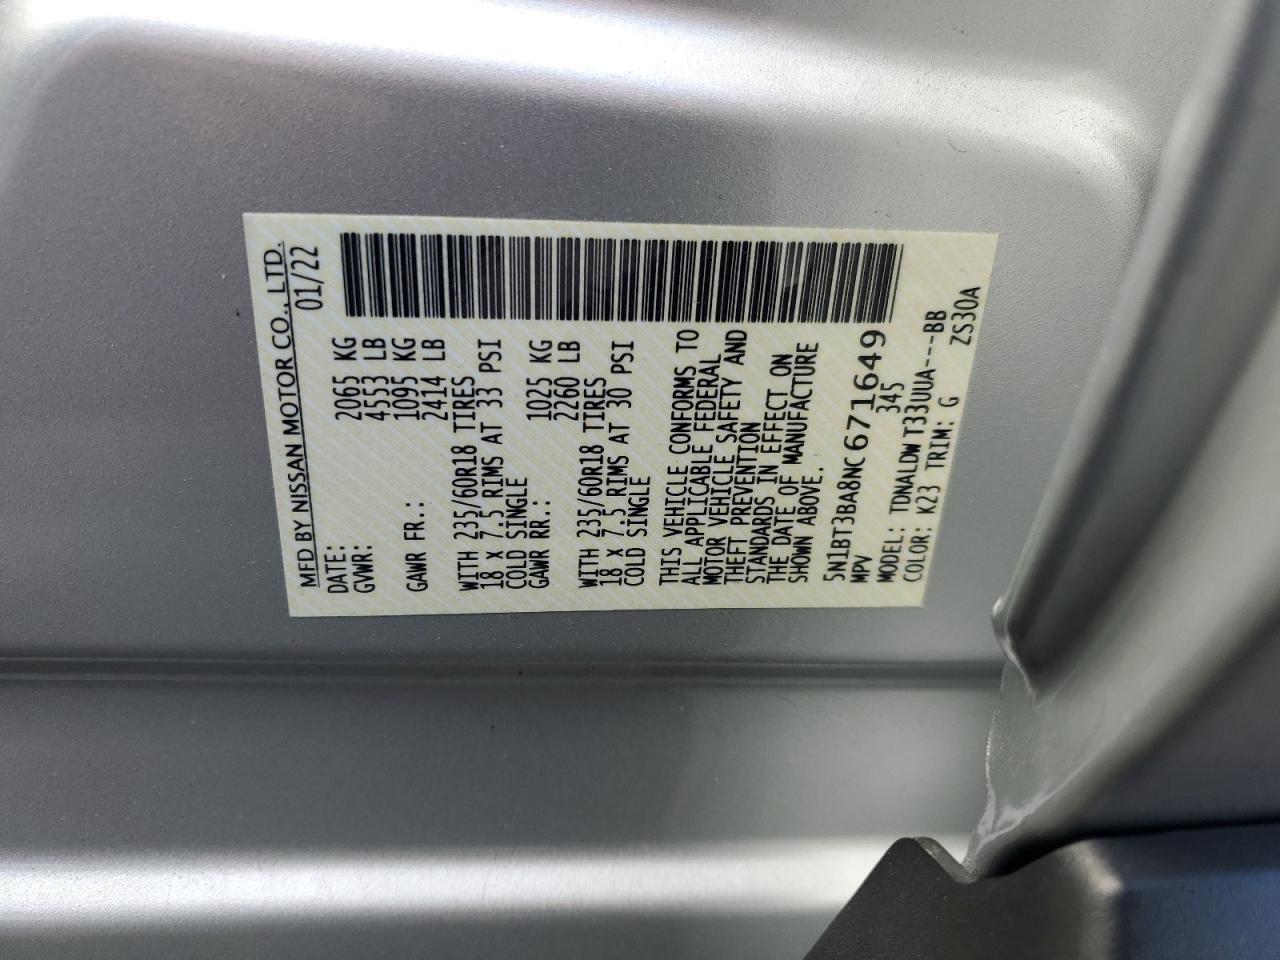 MFD BY NISSAN MOTOR CO., LTD.
DATE: 01/22
GVWR: 2065 KG
4553 LB
GAWR FR.: 1095 KG
2414 LB
WITH 235/60R18 TIRES
18 X 7.5 RIMS AT 33 PSI
COLD SINGLE
GAWR RR.: 1025 KG
2260 LB
WITH 235/60R18 TIRES
18 X 7.5 RIMS AT 30 PSI
COLD SINGLE
THIS VEHICLE CONFORMS TO
ALL APPLICABLE FEDERAL
MOTOR VEHICLE SAFETY AND
THEFT PREVENTION
STANDARDS IN EFFECT ON
THE DATE OF MANUFACTURE
SHOWN ABOVE.
5N1BT3BA8NC671649
MPV 345
MODEL: TDNALDWT33UUA---BB
COLOR: K23 TRIM: G ZS30A